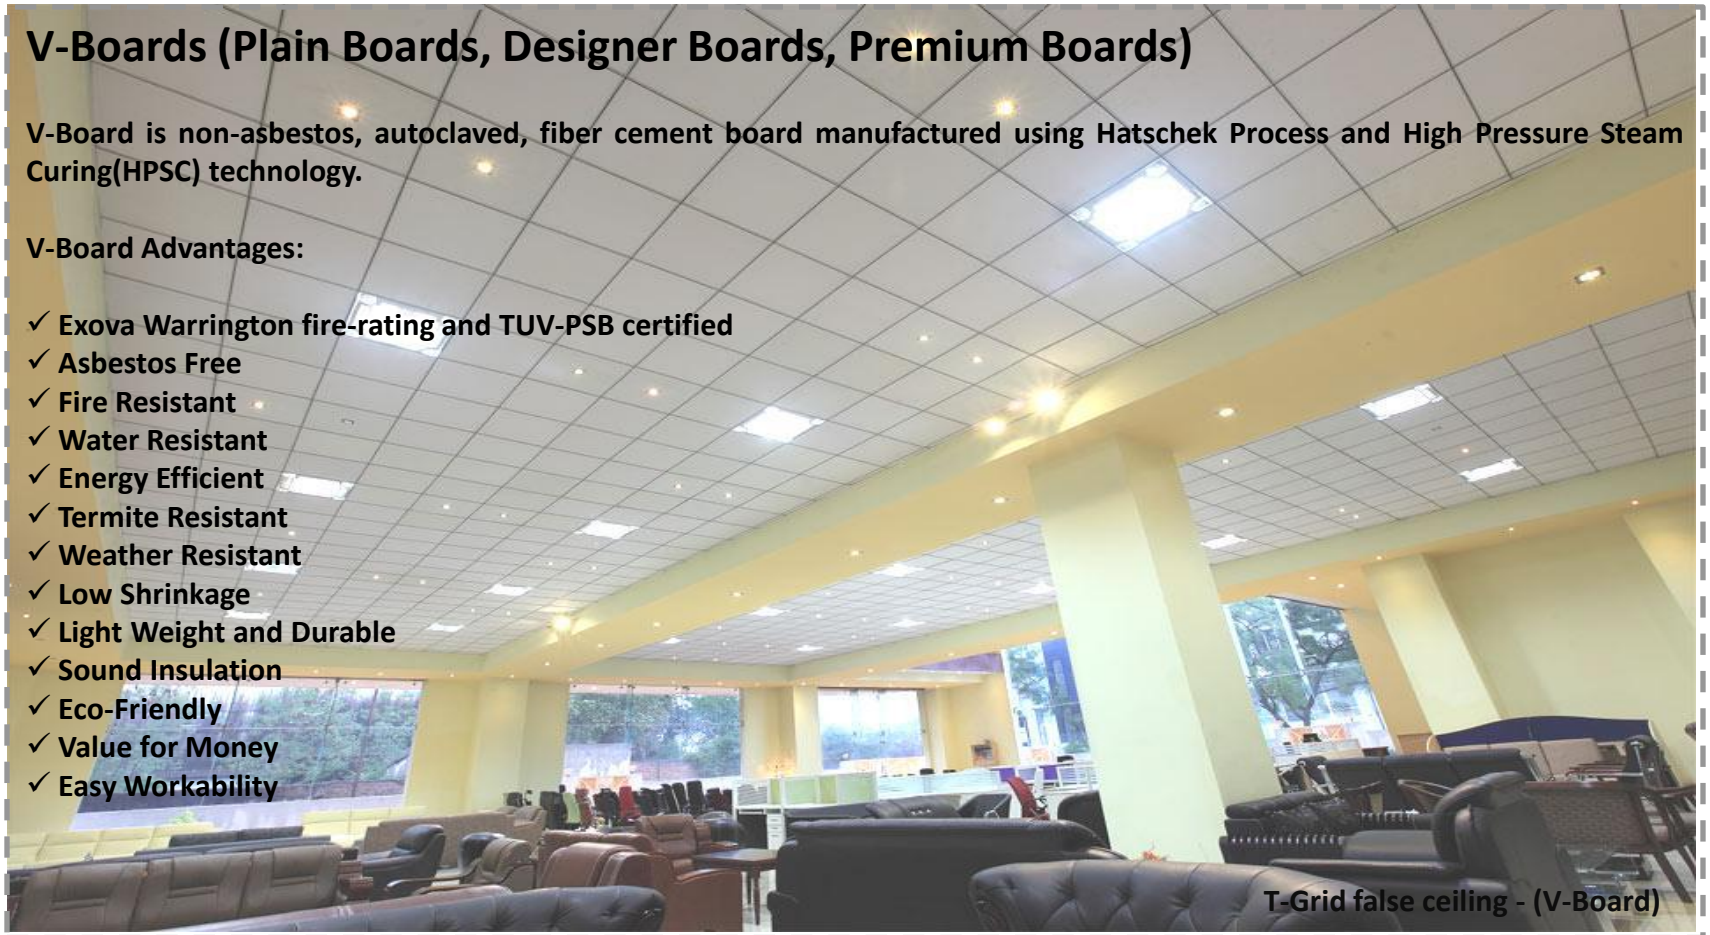 V-Boards (Plain Boards, Designer Boards, Premium Boards)
V-Board is non-asbestos, autoclaved, fiber cement board manufactured using Hatschek Process and High Pressure Steam
Curing(HPSC) technology.
V-Board Advantages:
✓ Exova Warrington fire-rating and TUV-PSB certified
✓ Asbestos Free
✓ Fire Resistant
✓ Water Resistant
✓ Energy Efficient
✓ Termite Resistant
✓ Weather Resistant
✓ Low Shrinkage
✓ Light Weight and Durable
✓ Sound Insulation
✓ Eco-Friendly
✓ Value for Money
✓ Easy Workability
T-Grid false ceiling - (V-Board)